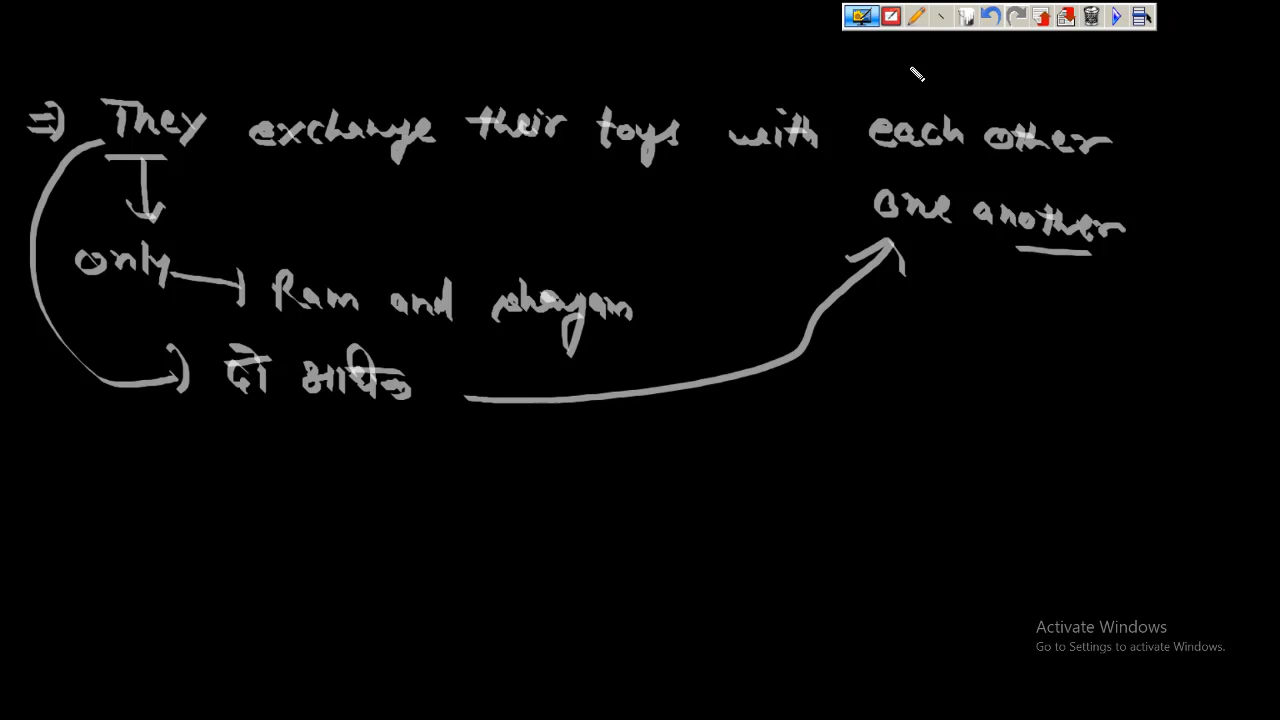 ⇒ They exchange their toys with each other
one another
only → Ram and shayam
→ दो अधिक
Activate Windows
Go to Settings to activate Windows.